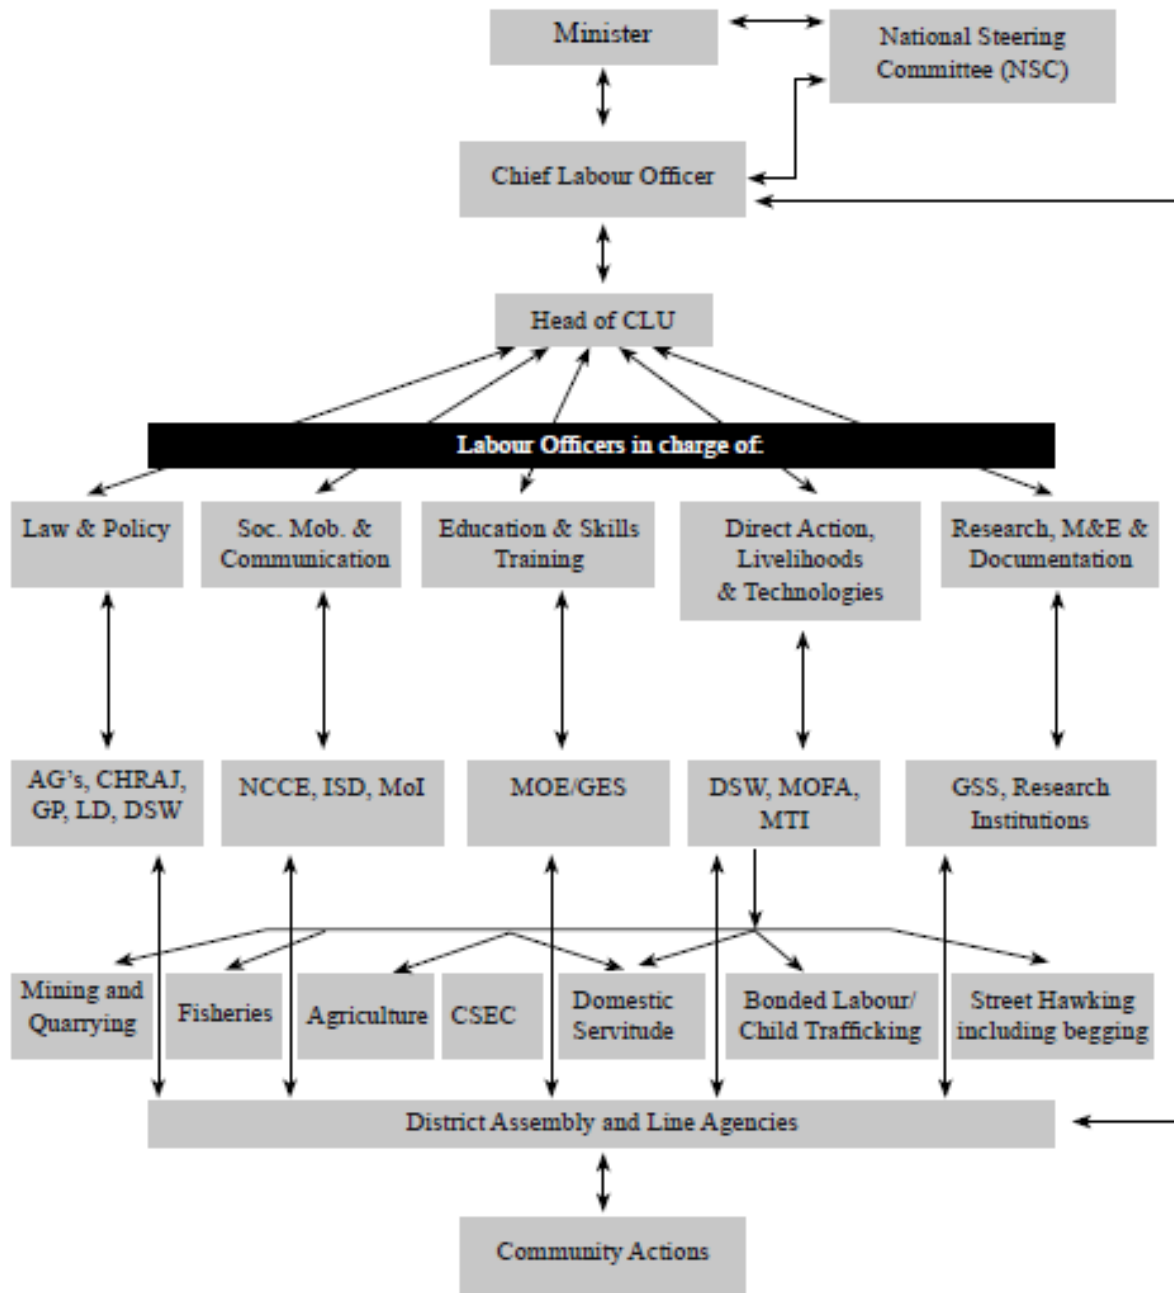 Minister
National Steering
Committee (NSC)
Chief Labour Officer
Head of CLU
Labour Officers in charge of:
Law & Policy
Soc. Mob. &
Communication
Education & Skills
Training
Direct Action,
Livelihoods
& Technologies
Research, M&E &
Documentation
AG's, CHRAJ,
GP, LD, DSW
NCCE, ISD, MoI
MOE/GES
DSW, MOFA,
MTI
GSS, Research
Institutions
Mining and
Quarrying
Fisheries
Agriculture
CSEC
Domestic
Servitude
Bonded Labour/
Child Trafficking
Street Hawking
including begging
District Assembly and Line Agencies
Community Actions